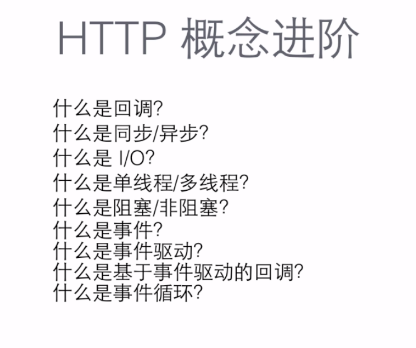 HTTP 概念进阶
什么是回调?
什么是同步/异步?
什么是 I/O?
什么是单线程/多线程?
什么是阻塞/非阻塞?
什么是事件?
什么是事件驱动?
什么是基于事件驱动的回调?
什么是事件循环?